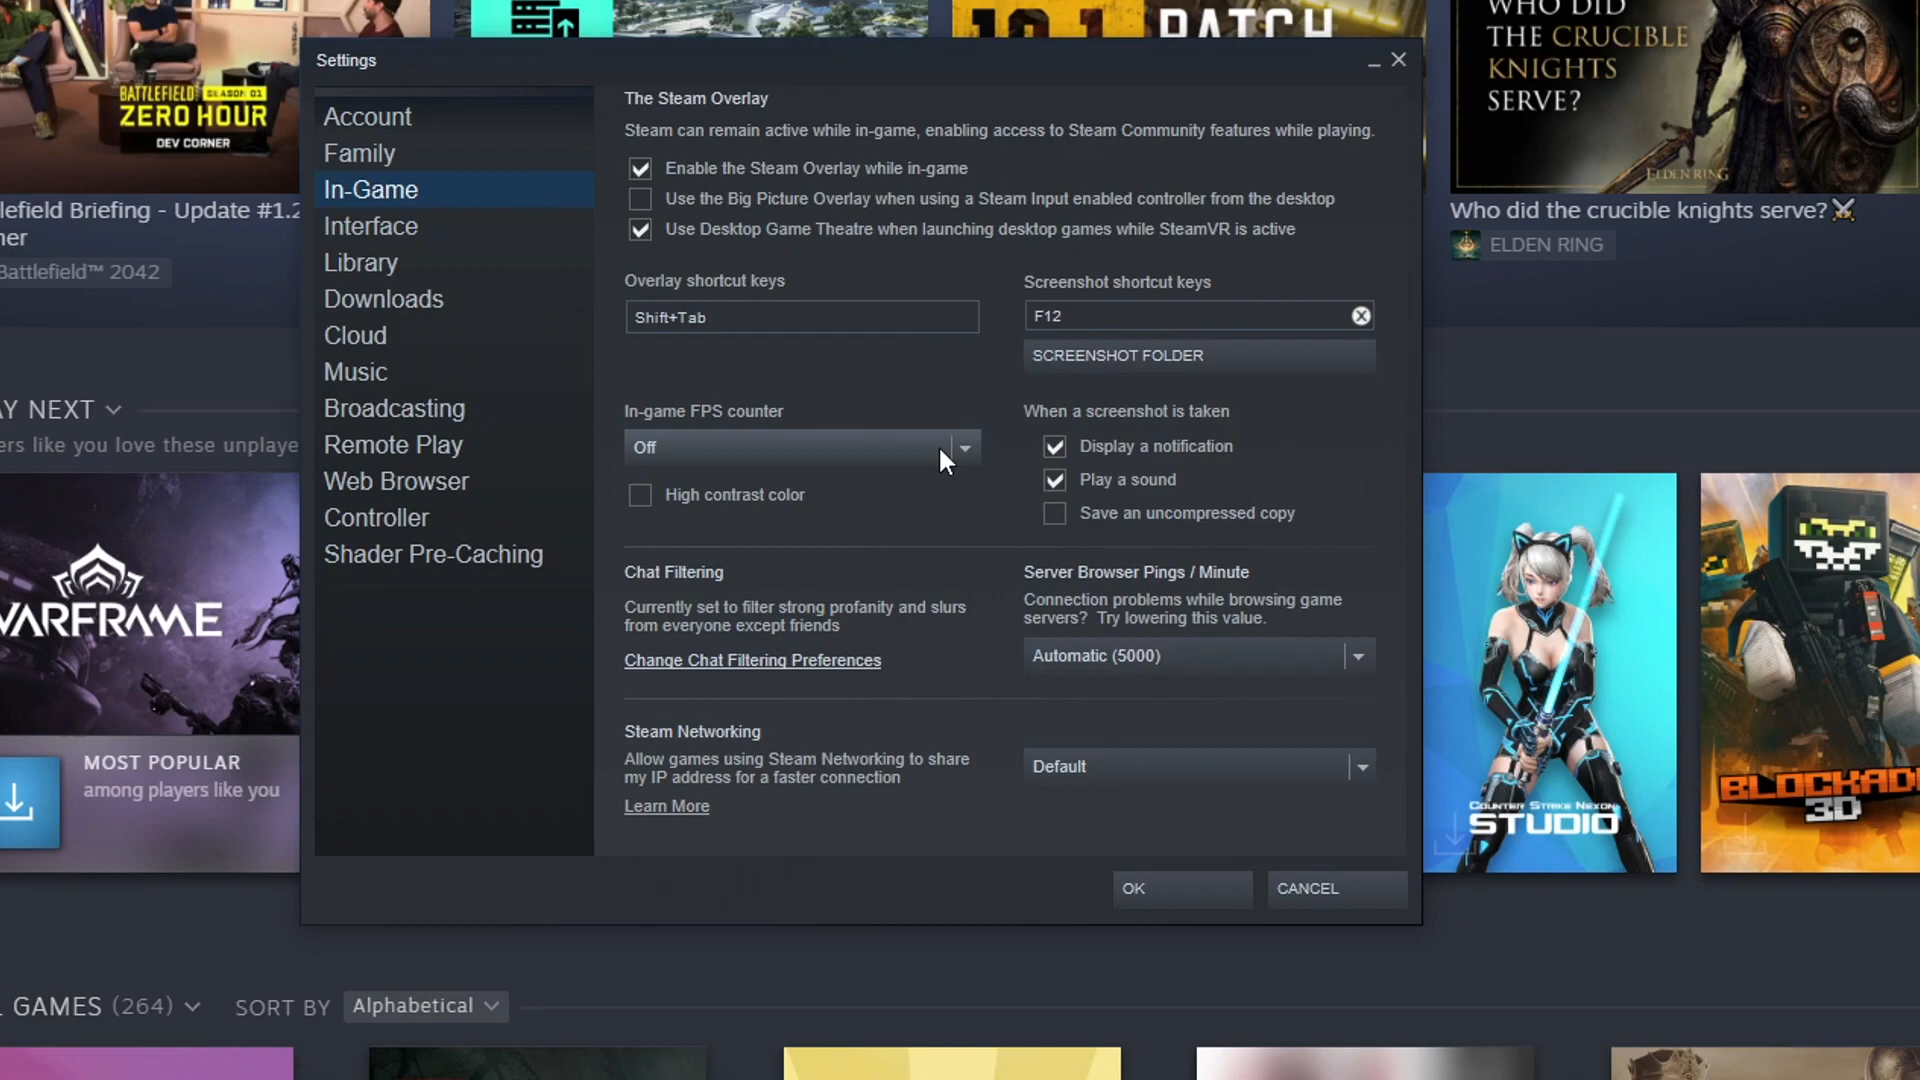 10.1 PATCH
WHO DID
THE CRUCIBLE
KNIGHTS
SERVE?
ELDEN RING
BATTLEFIELD: SEASON 01
ZERO HOUR
DEV CORNER
lefield Briefing - Update #1.2
ner
Battlefield™ 2042
Who did the crucible knights serve?
ELDEN RING
Settings
Account
Family
In-Game
Interface
Library
Downloads
Cloud
Music
Broadcasting
Remote Play
Web Browser
Controller
Shader Pre-Caching
The Steam Overlay
Steam can remain active while in-game, enabling access to Steam Community features while playing.
Enable the Steam Overlay while in-game
Use the Big Picture Overlay when using a Steam Input enabled controller from the desktop
Use Desktop Game Theatre when launching desktop games while SteamVR is active
Overlay shortcut keys
Shift+Tab
Screenshot shortcut keys
F12
SCREENSHOT FOLDER
In-game FPS counter
Off
High contrast color
When a screenshot is taken
Display a notification
Play a sound
Save an uncompressed copy
Chat Filtering
Currently set to filter strong profanity and slurs
from everyone except friends
Change Chat Filtering Preferences
Server Browser Pings / Minute
Connection problems while browsing game
servers? Try lowering this value.
Automatic (5000)
Steam Networking
Allow games using Steam Networking to share
my IP address for a faster connection
Learn More
Default
OK
CANCEL
AY NEXT
ers like you love these unplaye
WARFRAME
MOST POPULAR
among players like you
COUNTER STRIKE NEXON:
STUDIO
BLOCKAD
3D
L GAMES (264)
SORT BY
Alphabetical